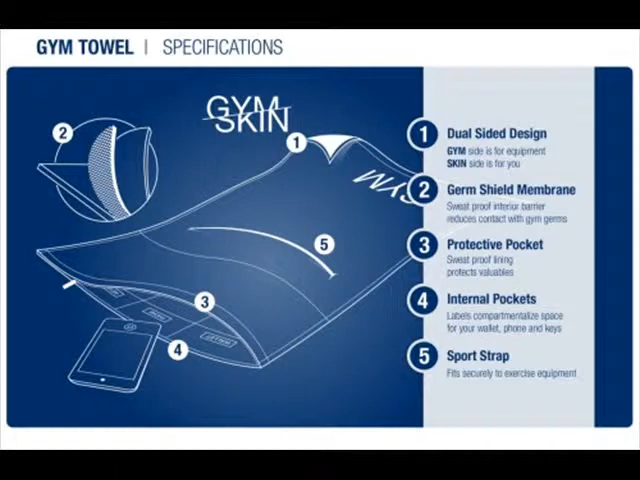 GYM TOWEL | SPECIFICATIONS
GYM
SKIN
GYM
1
2
3
4
5
1 Dual Sided Design
GYM side is for equipment
SKIN side is for you
2 Germ Shield Membrane
Sweat proof interior barrier
reduces contact with gym germs
3 Protective Pocket
Sweat proof lining
protects valuables
4 Internal Pockets
Labels compartmentalize space
for your wallet, phone and keys
5 Sport Strap
Fits securely to exercise equipment